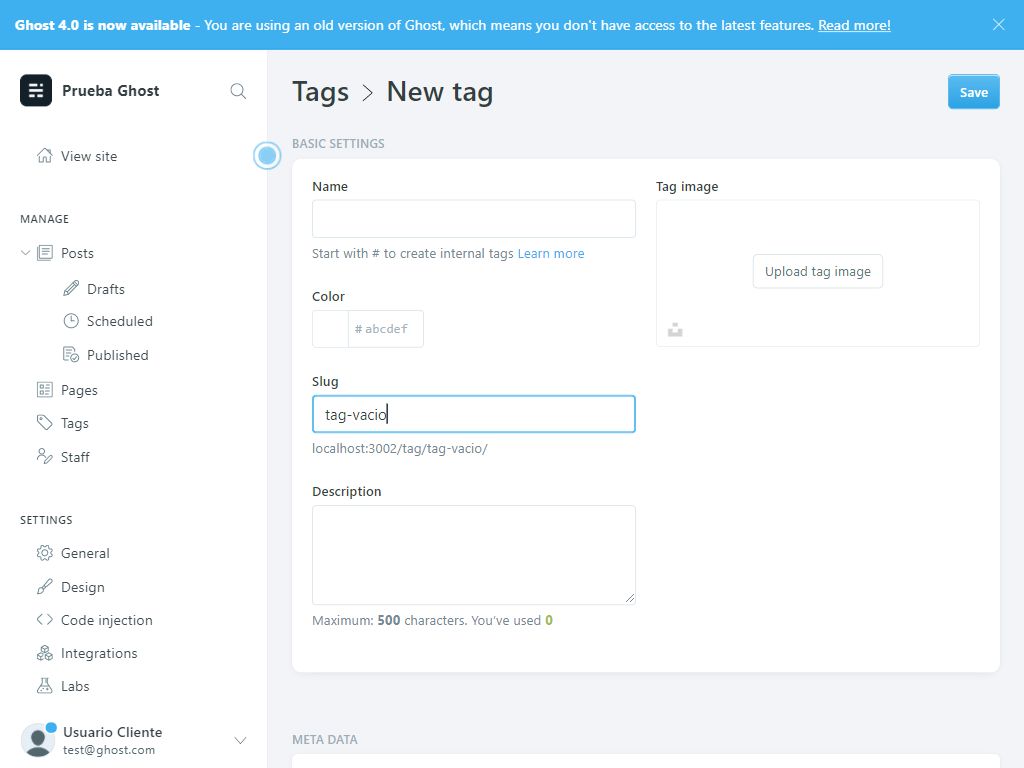 Ghost 4.0 is now available - You are using an old version of Ghost, which means you don't have access to the latest features. Read more!
Prueba Ghost
View site
MANAGE
Posts
Drafts
Scheduled
Published
Pages
Tags
Staff
SETTINGS
General
Design
Code injection
Integrations
Labs
Usuario Cliente
test@ghost.com
Tags > New tag
Save
BASIC SETTINGS
Name
Start with # to create internal tags Learn more
Color
# abcdef
Slug
tag-vacio
localhost:3002/tag/tag-vacio/
Description
Maximum: 500 characters. You've used 0
Tag image
Upload tag image
META DATA